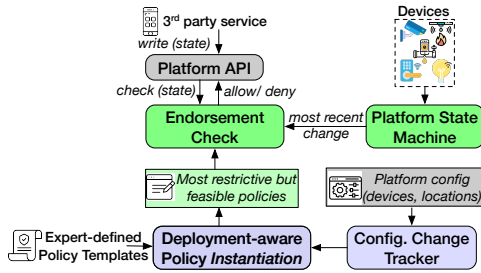 3rd party service
Devices
write (state)
Platform API
check (state)
allow/ deny
Endorsement
Check
most recent
change
Platform State
Machine
Most restrictive but
feasible policies
Platform config
(devices, locations)
Expert-defined
Policy Templates
Deployment-aware
Policy Instantiation
Config. Change
Tracker